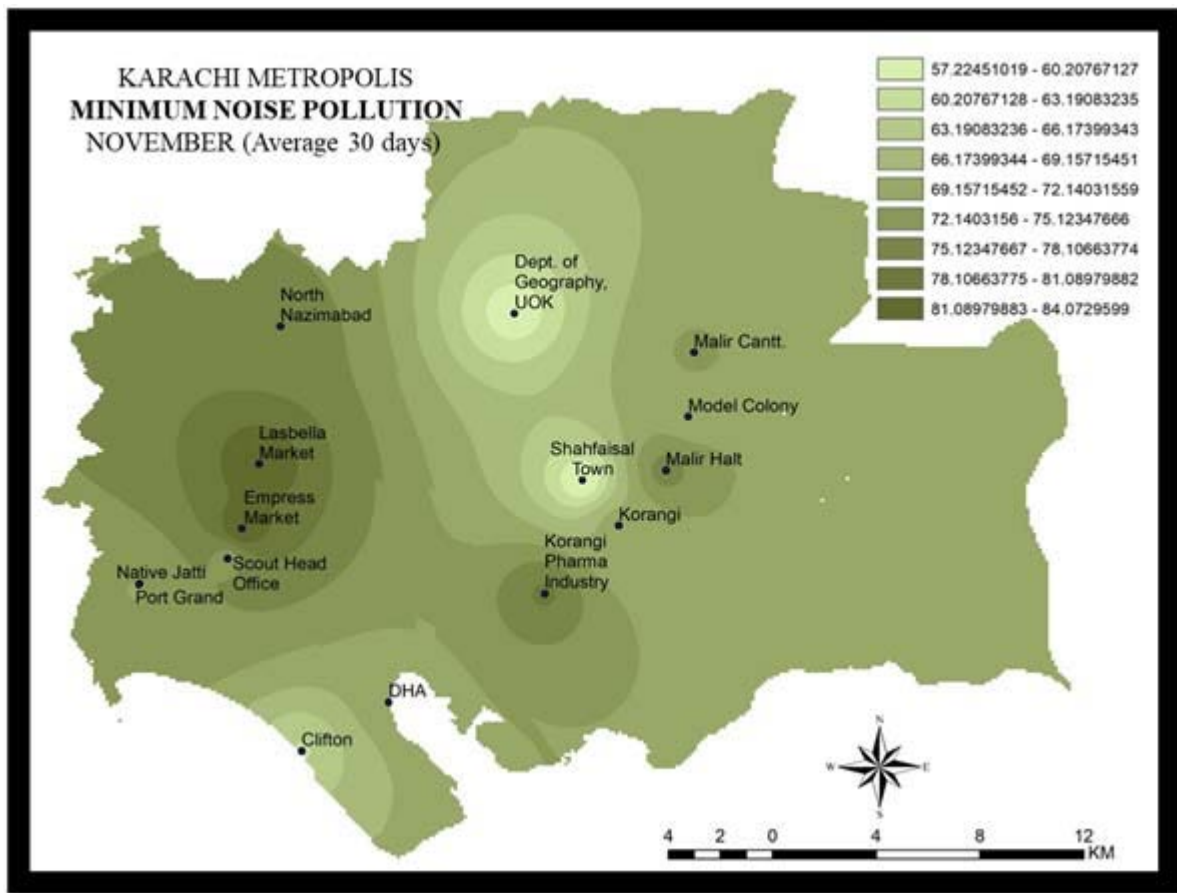 KARACHI METROPOLIS
MINIMUM NOISE POLLUTION
NOVEMBER (Average 30 days)
57.22451019 - 60.20767127
60.20767128 - 63.19083235
63.19083236 - 66.17399343
66.17399344 - 69.15715451
69.15715452 - 72.14031559
72.1403156 - 75.12347666
75.12347667 - 78.10663774
78.10663775 - 81.08979882
81.08979883 - 84.0729599
Dept. of
Geography,
UOK
North
Nazimabad
Malir Cantt.
Model Colony
Lasbella
Market
Shahfaisal
Town
Malir Halt
Empress
Market
Korangi
Korangi
Pharma
Industry
Scout Head
Office
Native Jatti
Port Grand
DHA
Clifton
N
W
E
S
4 2 0 4 8 12
KM